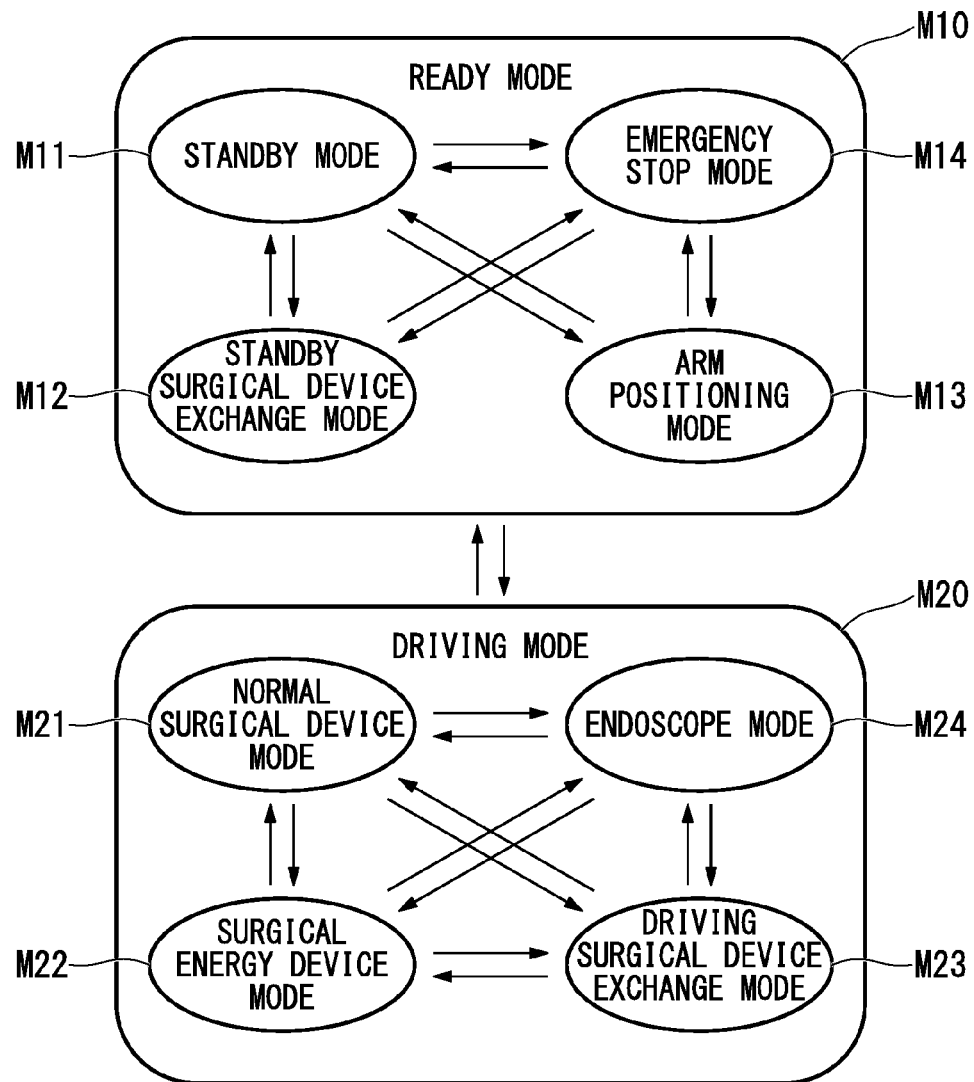 M10
READY MODE
M11
STANDBY MODE
EMERGENCY
STOP MODE
M14
M12
STANDBY
SURGICAL DEVICE
EXCHANGE MODE
ARM
POSITIONING
MODE
M13
M20
DRIVING MODE
M21
NORMAL
SURGICAL DEVICE
MODE
ENDOSCOPE MODE
M24
M22
SURGICAL
ENERGY DEVICE
MODE
DRIVING
SURGICAL DEVICE
EXCHANGE MODE
M23